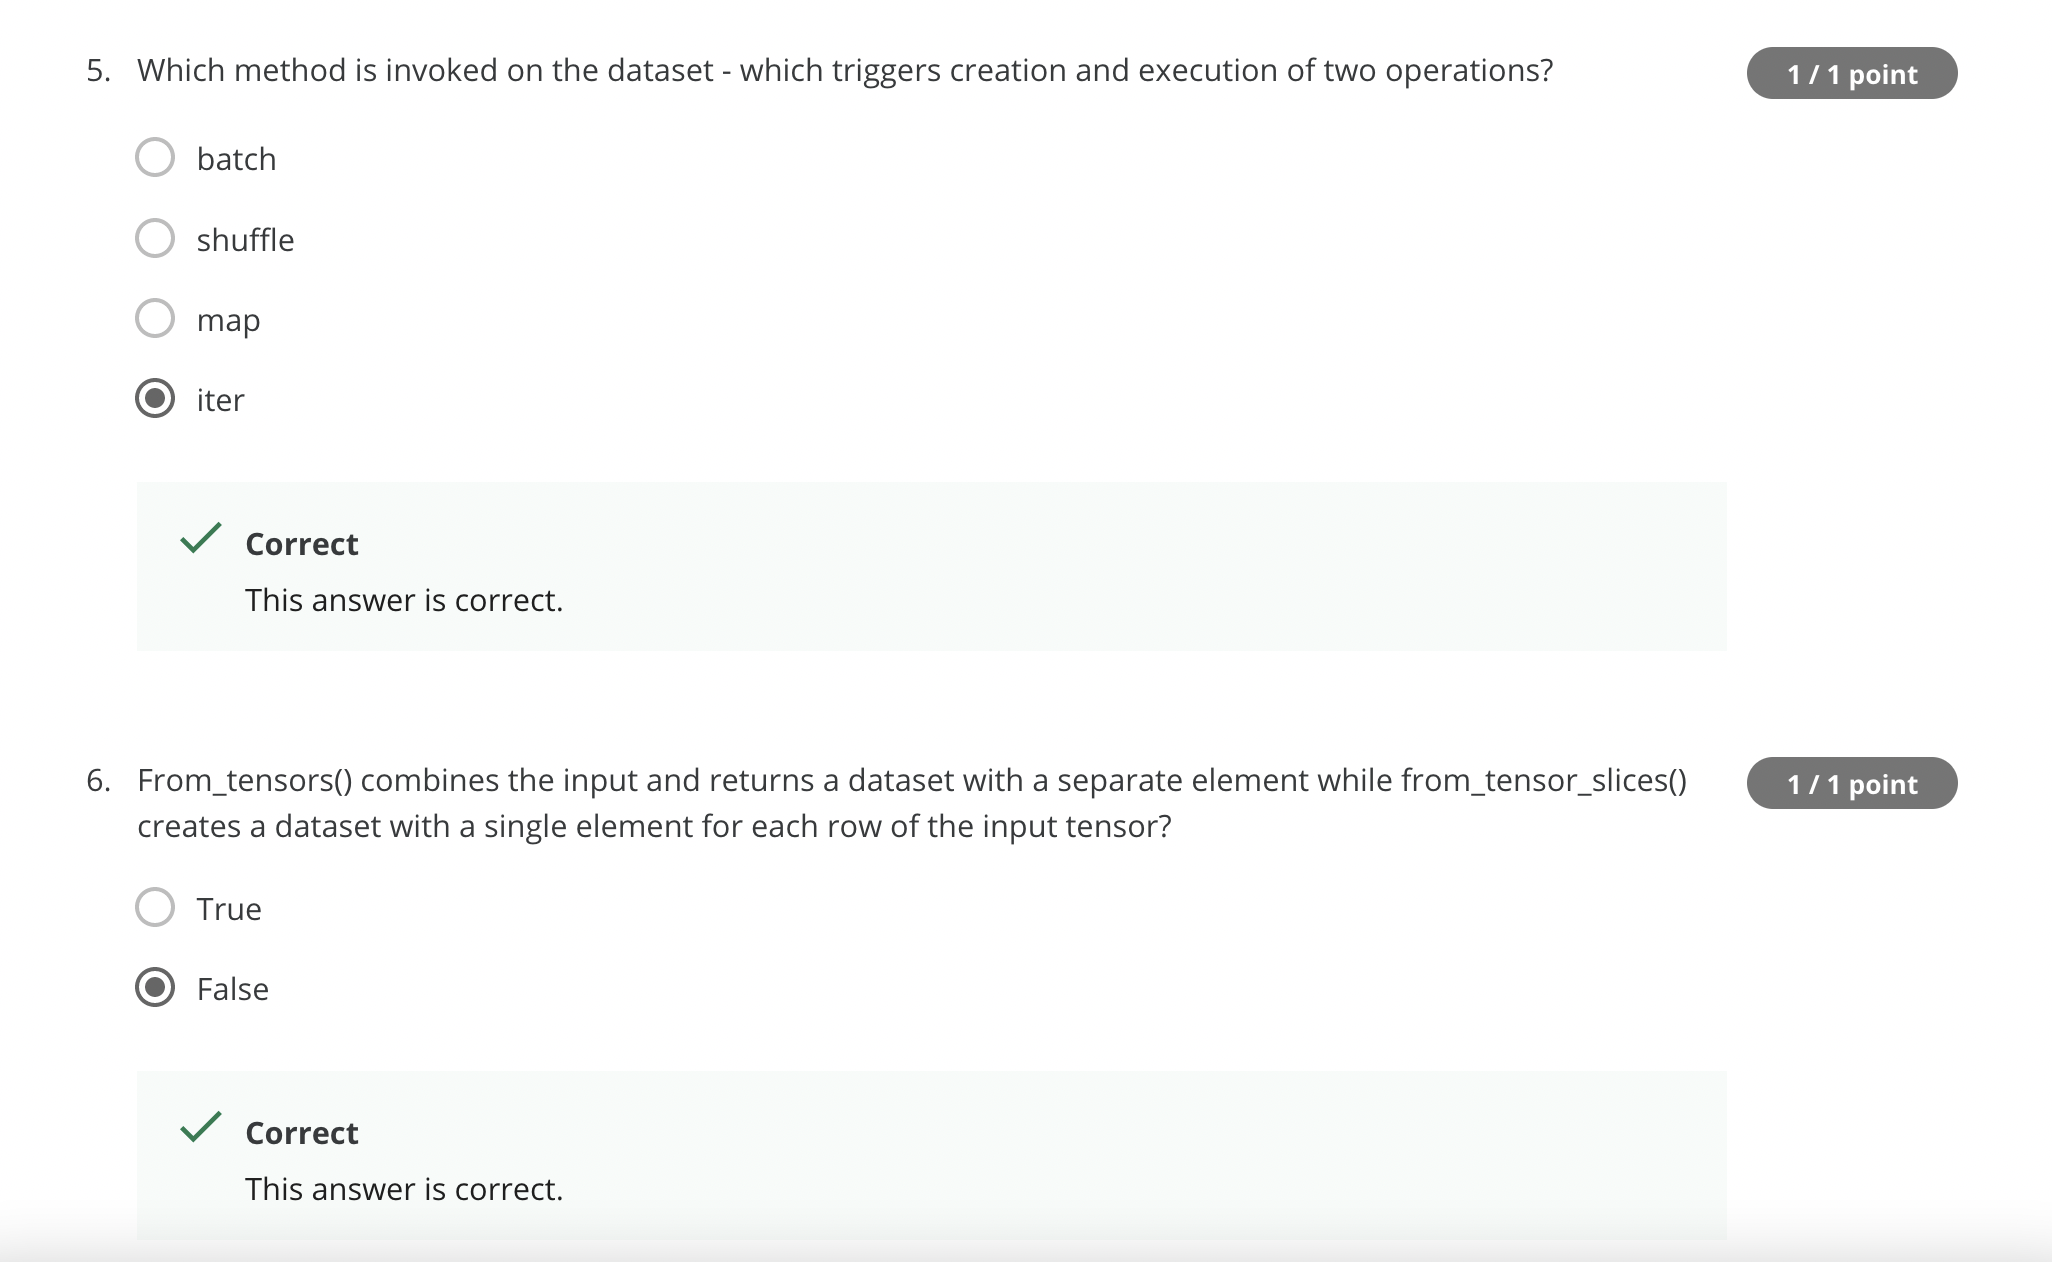 5. Which method is invoked on the dataset - which triggers creation and execution of two operations?
1 / 1 point
batch
shuffle
map
iter
Correct
This answer is correct.
6. From_tensors() combines the input and returns a dataset with a separate element while from_tensor_slices()
creates a dataset with a single element for each row of the input tensor?
1 / 1 point
True
False
Correct
This answer is correct.